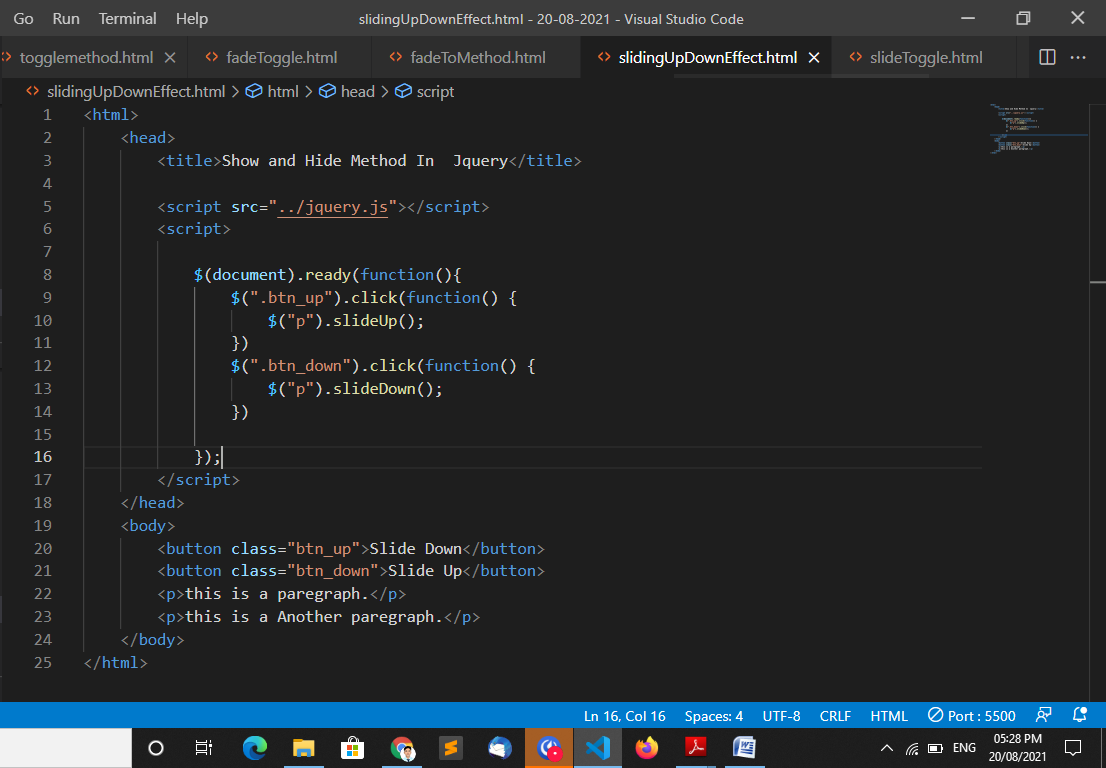 Go Run Terminal Help slidingUpDownEffect.html - 20-08-2021 - Visual Studio Code
togglemethod.html fadeToggle.html fadeToMethod.html slidingUpDownEffect.html slideToggle.html
slidingUpDownEffect.html > html > head > script
1 <html>
2 <head>
3 <title>Show and Hide Method In  Jquery</title>
4
5 <script src="../jquery.js"></script>
6 <script>
7
8 $(document).ready(function(){
9 $(".btn_up").click(function() {
10 $("p").slideUp();
11 })
12 $(".btn_down").click(function() {
13 $("p").slideDown();
14 })
15
16 });
17 </script>
18 </head>
19 <body>
20 <button class="btn_up">Slide Down</button>
21 <button class="btn_down">Slide Up</button>
22 <p>this is a paregraph.</p>
23 <p>this is a Another paregraph.</p>
24 </body>
25 </html>
Ln 16, Col 16 Spaces: 4 UTF-8 CRLF HTML Port : 5500
ENG 05:28 PM
20/08/2021